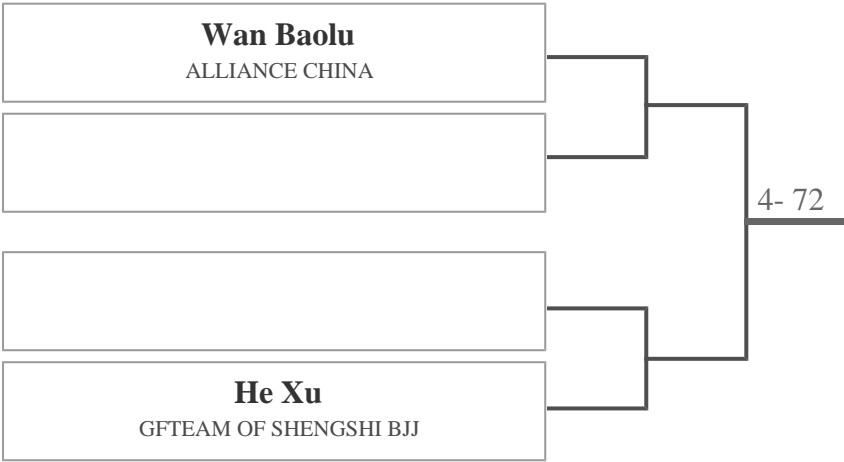 Wan Baolu
ALLIANCE CHINA
4- 72
He Xu
GFTEAM OF SHENGSHI BJJ